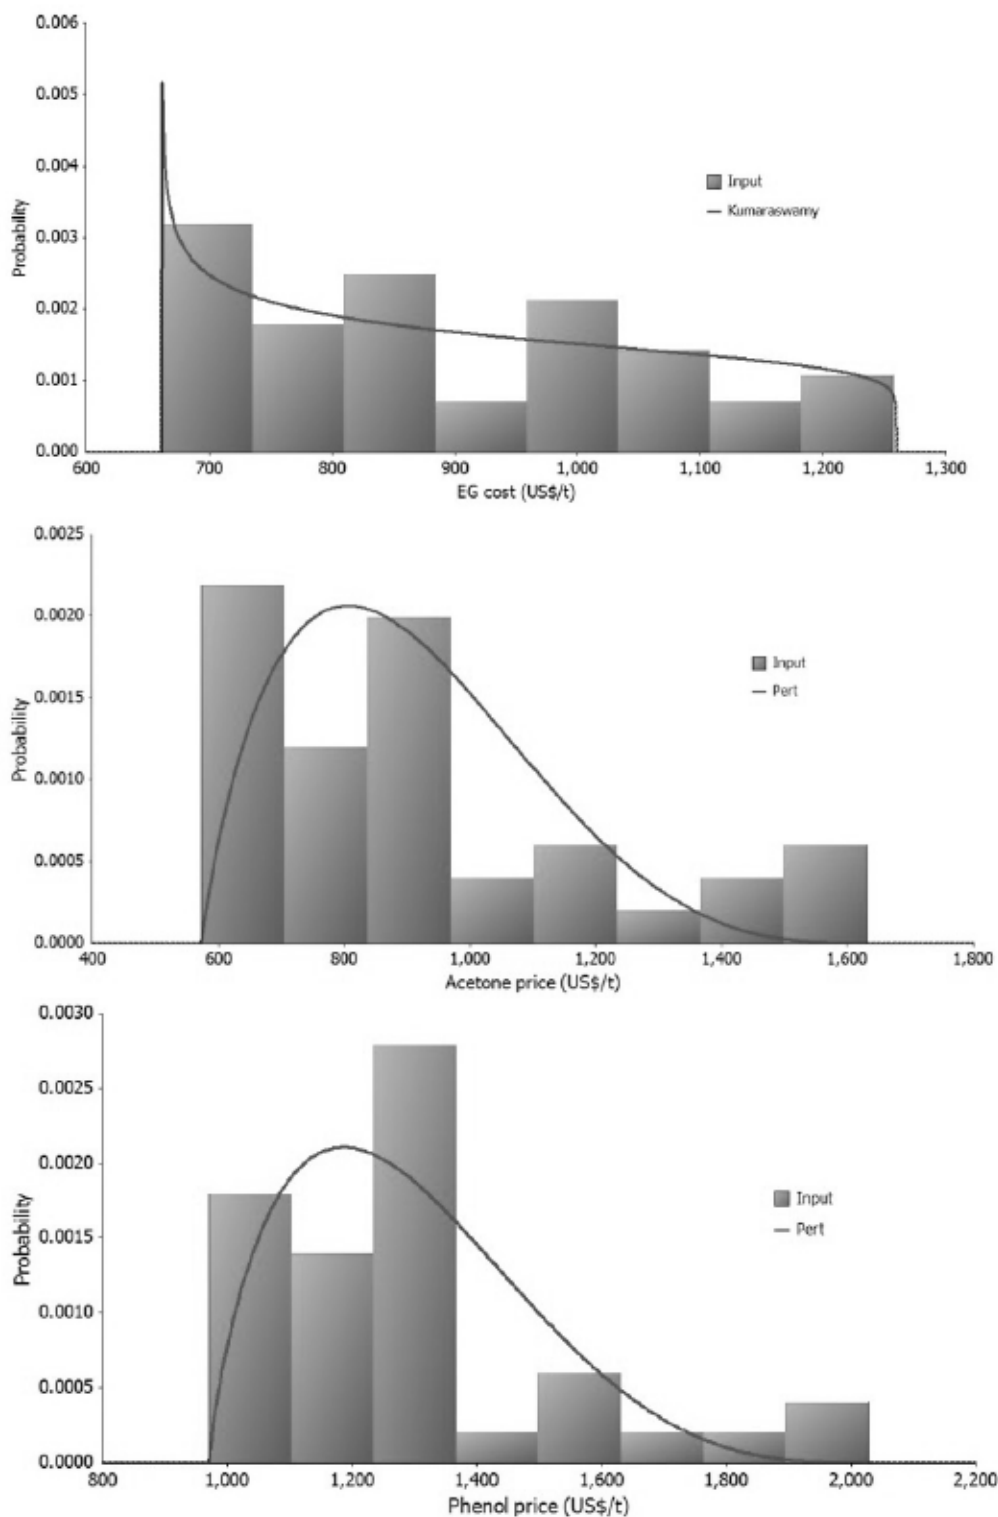 0.006
0.005
0.004
0.003
0.002
0.001
0.000
Probability
Input
Kumaraswamy
600 700 800 900 1,000 1,100 1,200 1,300
EG cost (US$/t)
0.0025
0.0020
0.0015
0.0010
0.0005
0.0000
Probability
Input
Pert
400 600 800 1,000 1,200 1,400 1,600 1,800
Acetone price (US$/t)
0.0030
0.0025
0.0020
0.0015
0.0010
0.0005
0.0000
Probability
Input
Pert
800 1,000 1,200 1,400 1,600 1,800 2,000 2,200
Phenol price (US$/t)